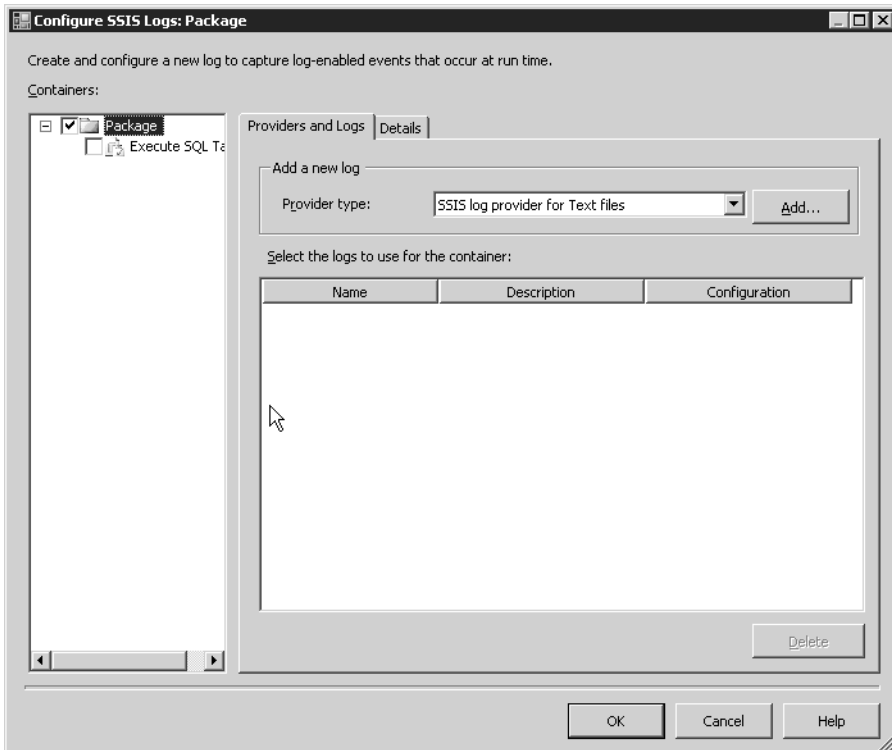 Configure SSIS Logs: Package
Create and configure a new log to capture log-enabled events that occur at run time.
Containers:
Package
Execute SQL Ta
Providers and Logs
Details
Add a new log
Provider type:
SSIS log provider for Text files
Add...
Select the logs to use for the container:
Name Description Configuration
Delete
OK Cancel Help